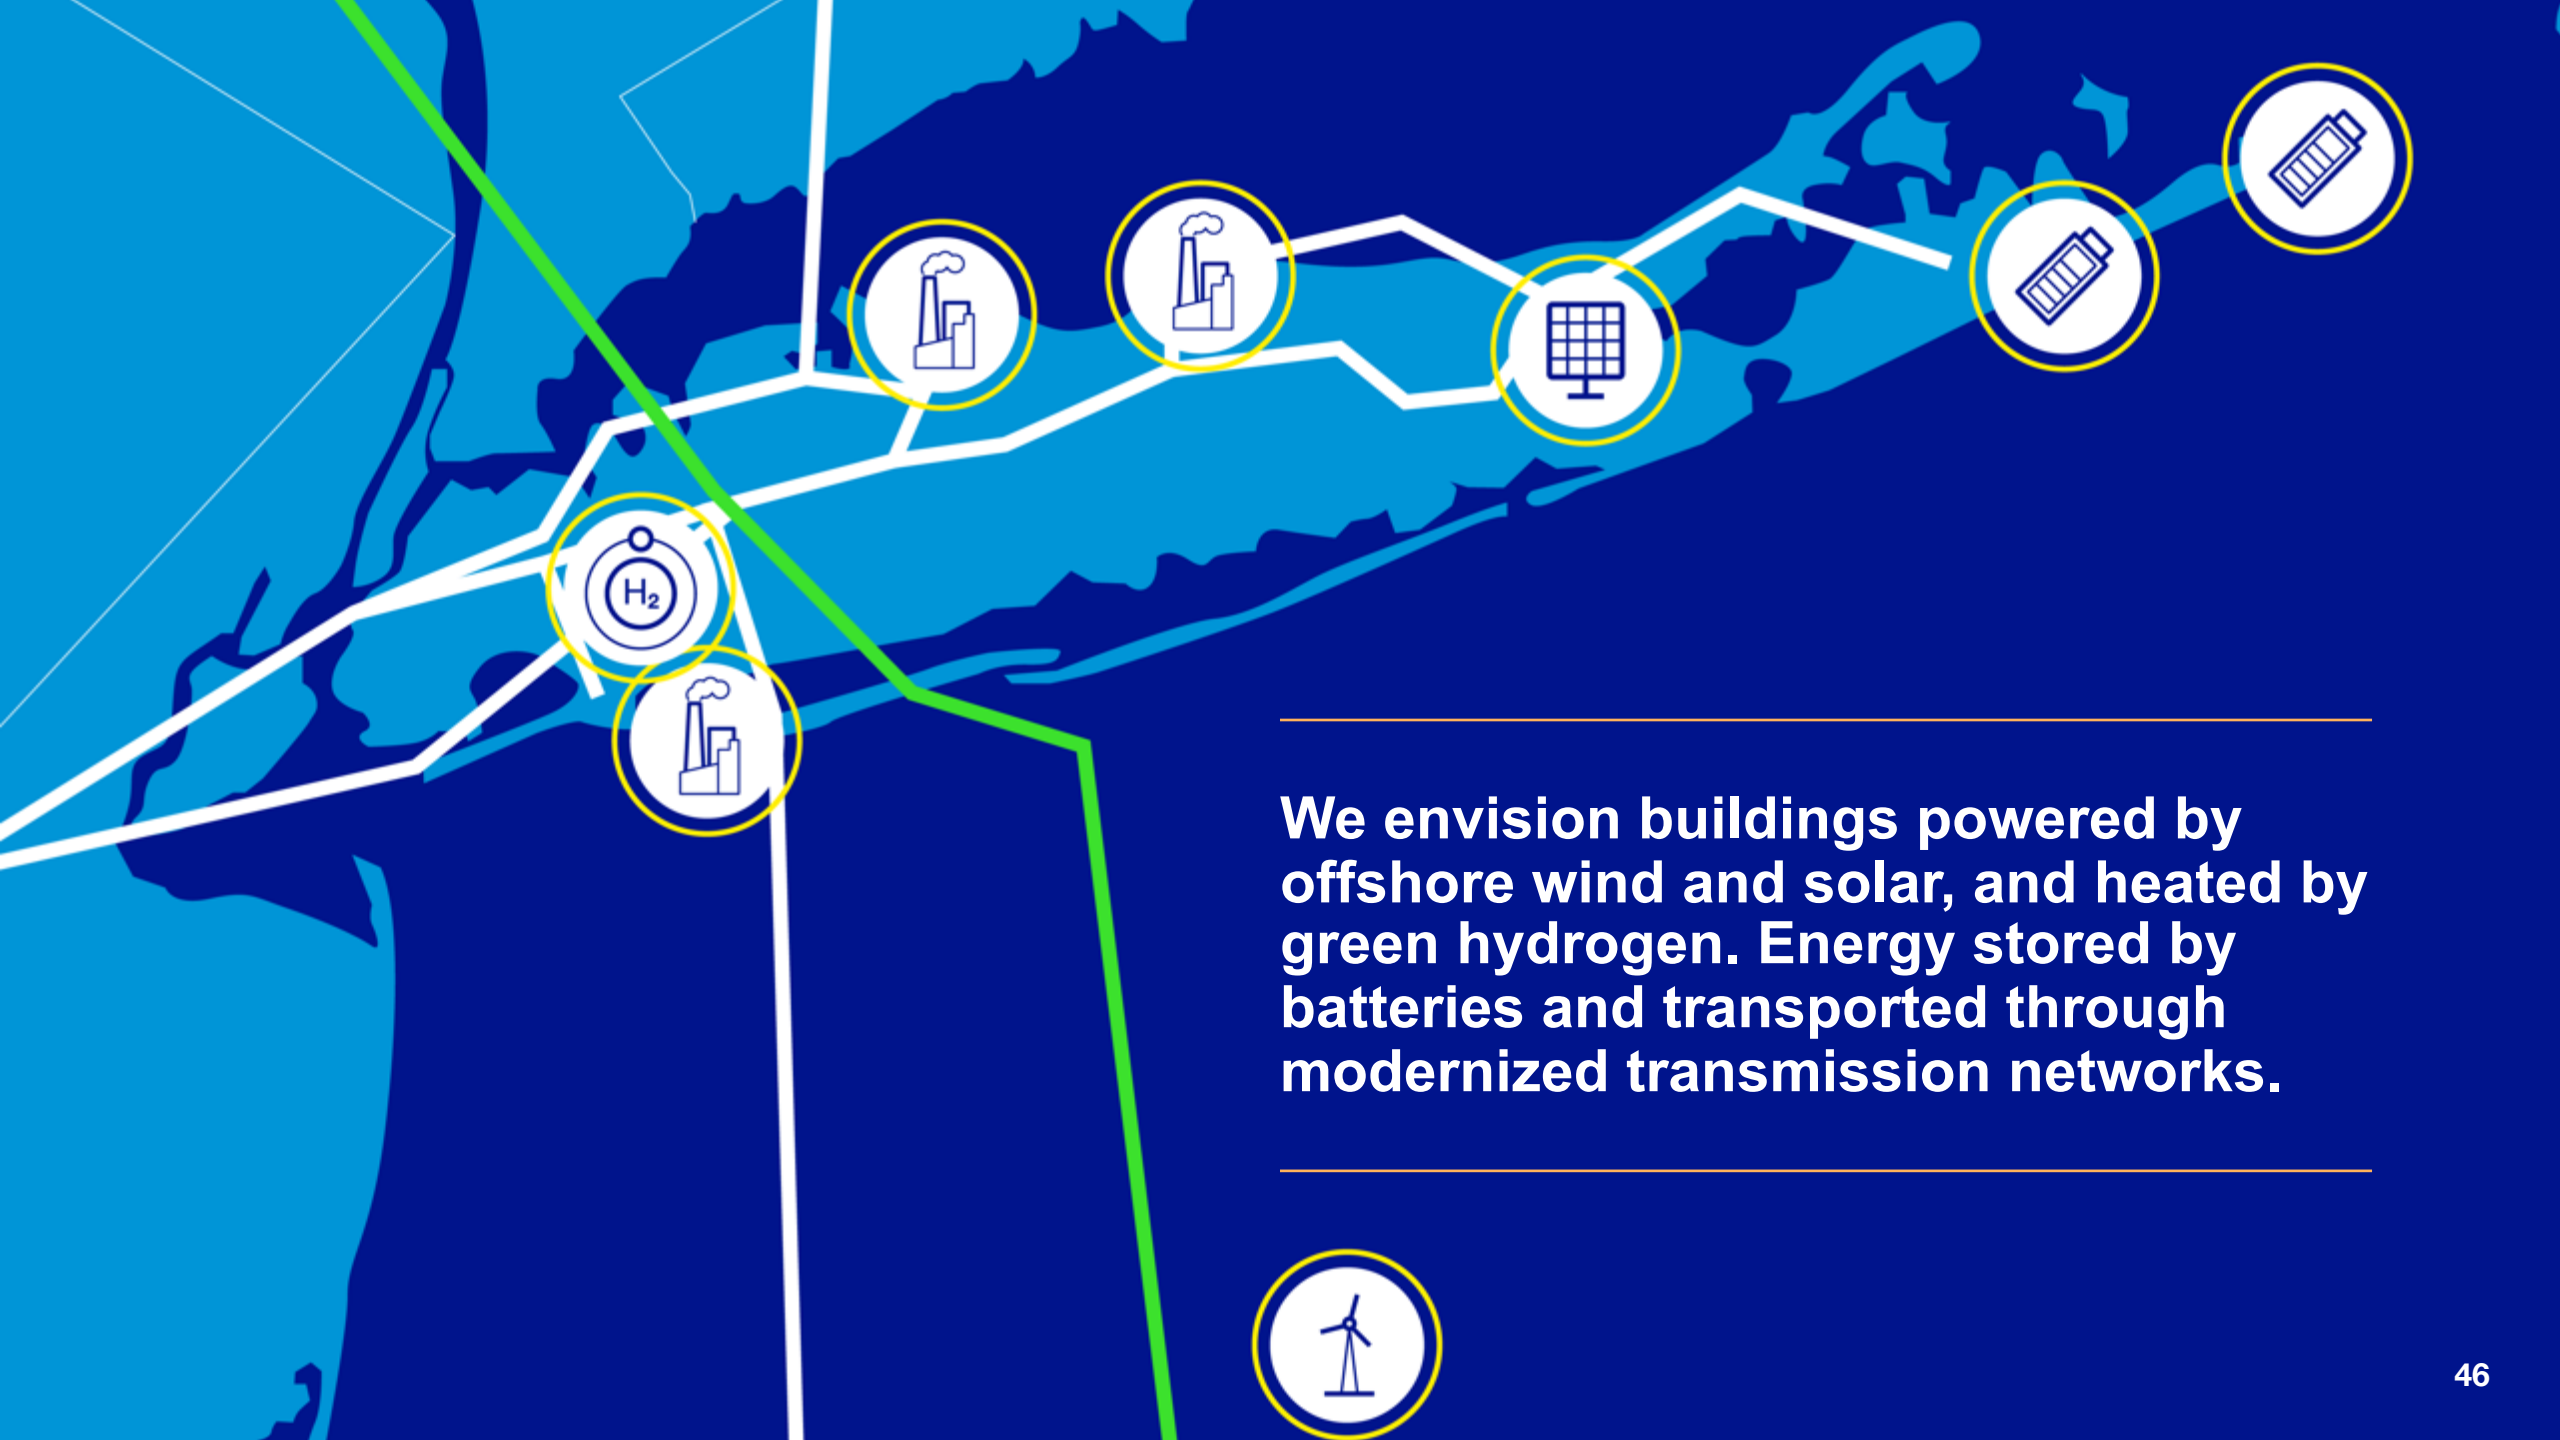 H₂
We envision buildings powered by
offshore wind and solar, and heated by
green hydrogen. Energy stored by
batteries and transported through
modernized transmission networks.
46